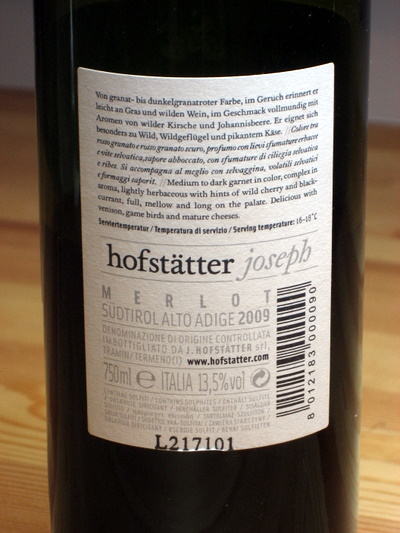 Von granat- bis dunkelgranatroter Farbe, im Geruch erinnert er
leicht an Gras und wilden Wein, im Geschmack vollmundig mit
Aromen von wilder Kirsche und Johannisbeere. Er eignet sich
besonders zu Wild, Wildgeflügel und pikantem Käse. // Colore tra
rosso granato e rosso granato scuro, profumo con lievi sfumature erbacee
e vite selvatica, sapore abboccato, con sfumature di ciliegia selvatica
e ribes. Si accompagna al meglio con selvaggina, volatili selvatici
e formaggi saporiti. // Medium to dark garnet in color, complex in
aroma, lightly herbaceous with hints of wild cherry and black-
currant, full, mellow and long on the palate. Delicious with
venison, game birds and mature cheeses.
Serviertemperatur / Temperatura di servizio / Serving temperature: 16-18°C
hofstätter joseph
MERLOT
SÜDTIROL ALTO ADIGE 2009
DENOMINAZIONE DI ORIGINE CONTROLLATA
IMBOTTIGLIATO DA J. HOFSTÄTTER srl,
TRAMIN/TERMENO www.hofstatter.com
750ml e ITALIA 13,5% vol
8 012183 000090
CONTIENE SOLFITI / CONTAINS SULPHITES / ENTHÄLT SULFITE
L217101